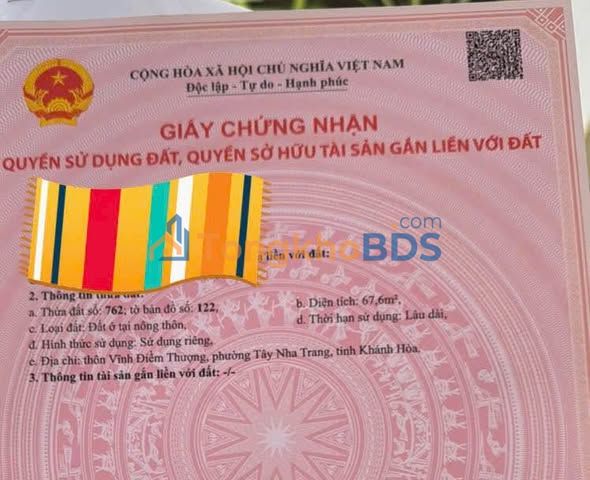 CỘNG HÒA XÃ HỘI CHỦ NGHĨA VIỆT NAM
Độc lập - Tự do - Hạnh phúc
GIẤY CHỨNG NHẬN
QUYỀN SỬ DỤNG ĐẤT, QUYỀN SỞ HỮU TÀI SẢN GẮN LIỀN VỚI ĐẤT
liền với đất:
TongkhoBDS.com
2. Thông tin thửa đất:
a. Thửa đất số: 762; tờ bản đồ số: 122,
b. Diện tích: 67,6m²,
c. Loại đất: Đất ở tại nông thôn,
d. Thời hạn sử dụng: Lâu dài,
đ. Hình thức sử dụng: Sử dụng riêng,
e. Địa chỉ: thôn Vĩnh Điềm Thượng, phường Tây Nha Trang, tỉnh Khánh Hòa.
3. Thông tin tài sản gắn liền với đất: -/-